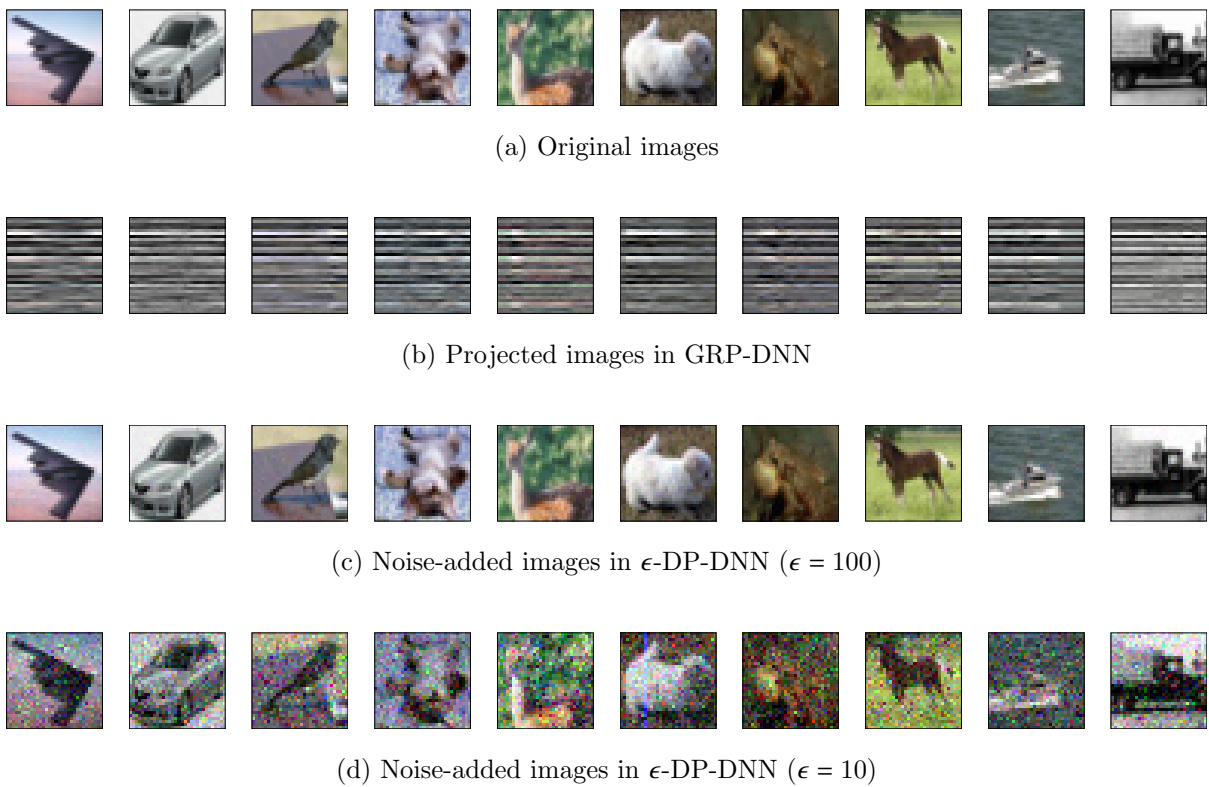 (a) Original images
(b) Projected images in GRP-DNN
(c) Noise-added images in ϵ-DP-DNN (ϵ = 100)
(d) Noise-added images in ϵ-DP-DNN (ϵ = 10)